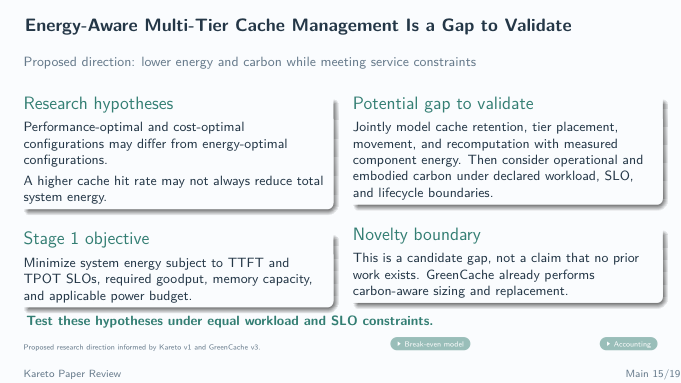 Energy-Aware Multi-Tier Cache Management Is a Gap to Validate
Proposed direction: lower energy and carbon while meeting service constraints
Research hypotheses
Performance-optimal and cost-optimal
configurations may differ from energy-optimal
configurations.
A higher cache hit rate may not always reduce total
system energy.
Potential gap to validate
Jointly model cache retention, tier placement,
movement, and recomputation with measured
component energy. Then consider operational and
embodied carbon under declared workload, SLO,
and lifecycle boundaries.
Stage 1 objective
Minimize system energy subject to TTFT and
TPOT SLOs, required goodput, memory capacity,
and applicable power budget.
Novelty boundary
This is a candidate gap, not a claim that no prior
work exists. GreenCache already performs
carbon-aware sizing and replacement.
Test these hypotheses under equal workload and SLO constraints.
Proposed research direction informed by Kareto v1 and GreenCache v3.
Break-even model
Accounting
Kareto Paper Review
Main 15/19